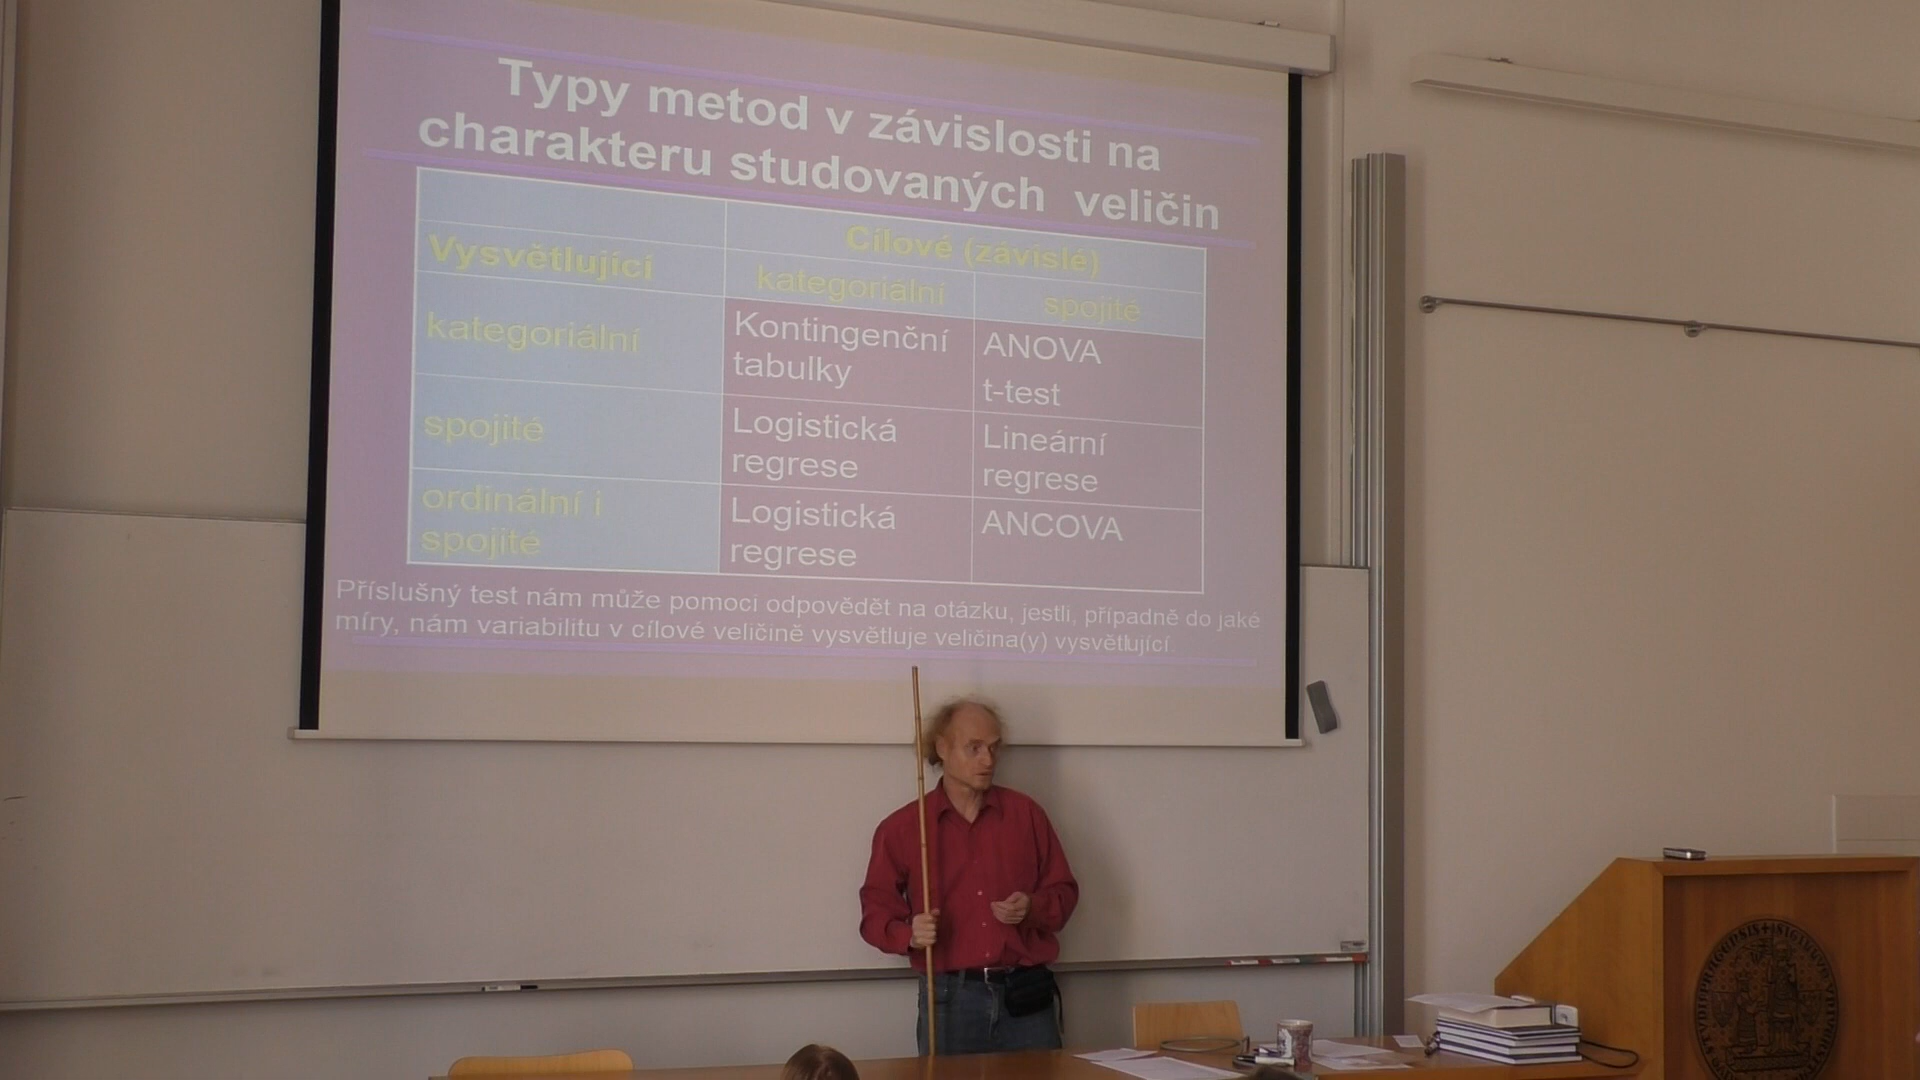 Typy metod v závislosti na
charakteru studovaných veličin
Cílové (závislé)
Vysvětlující
kategoriální
spojité
kategoriální
Kontingenční
tabulky
ANOVA
t-test
spojité
Logistická
regrese
Lineární
regrese
ordinální i
spojité
Logistická
regrese
ANCOVA
Příslušný test nám může pomoci odpovědět na otázku, jestli, případně do jaké
míry, nám variabilitu v cílové veličině vysvětluje veličina(y) vysvětlující.